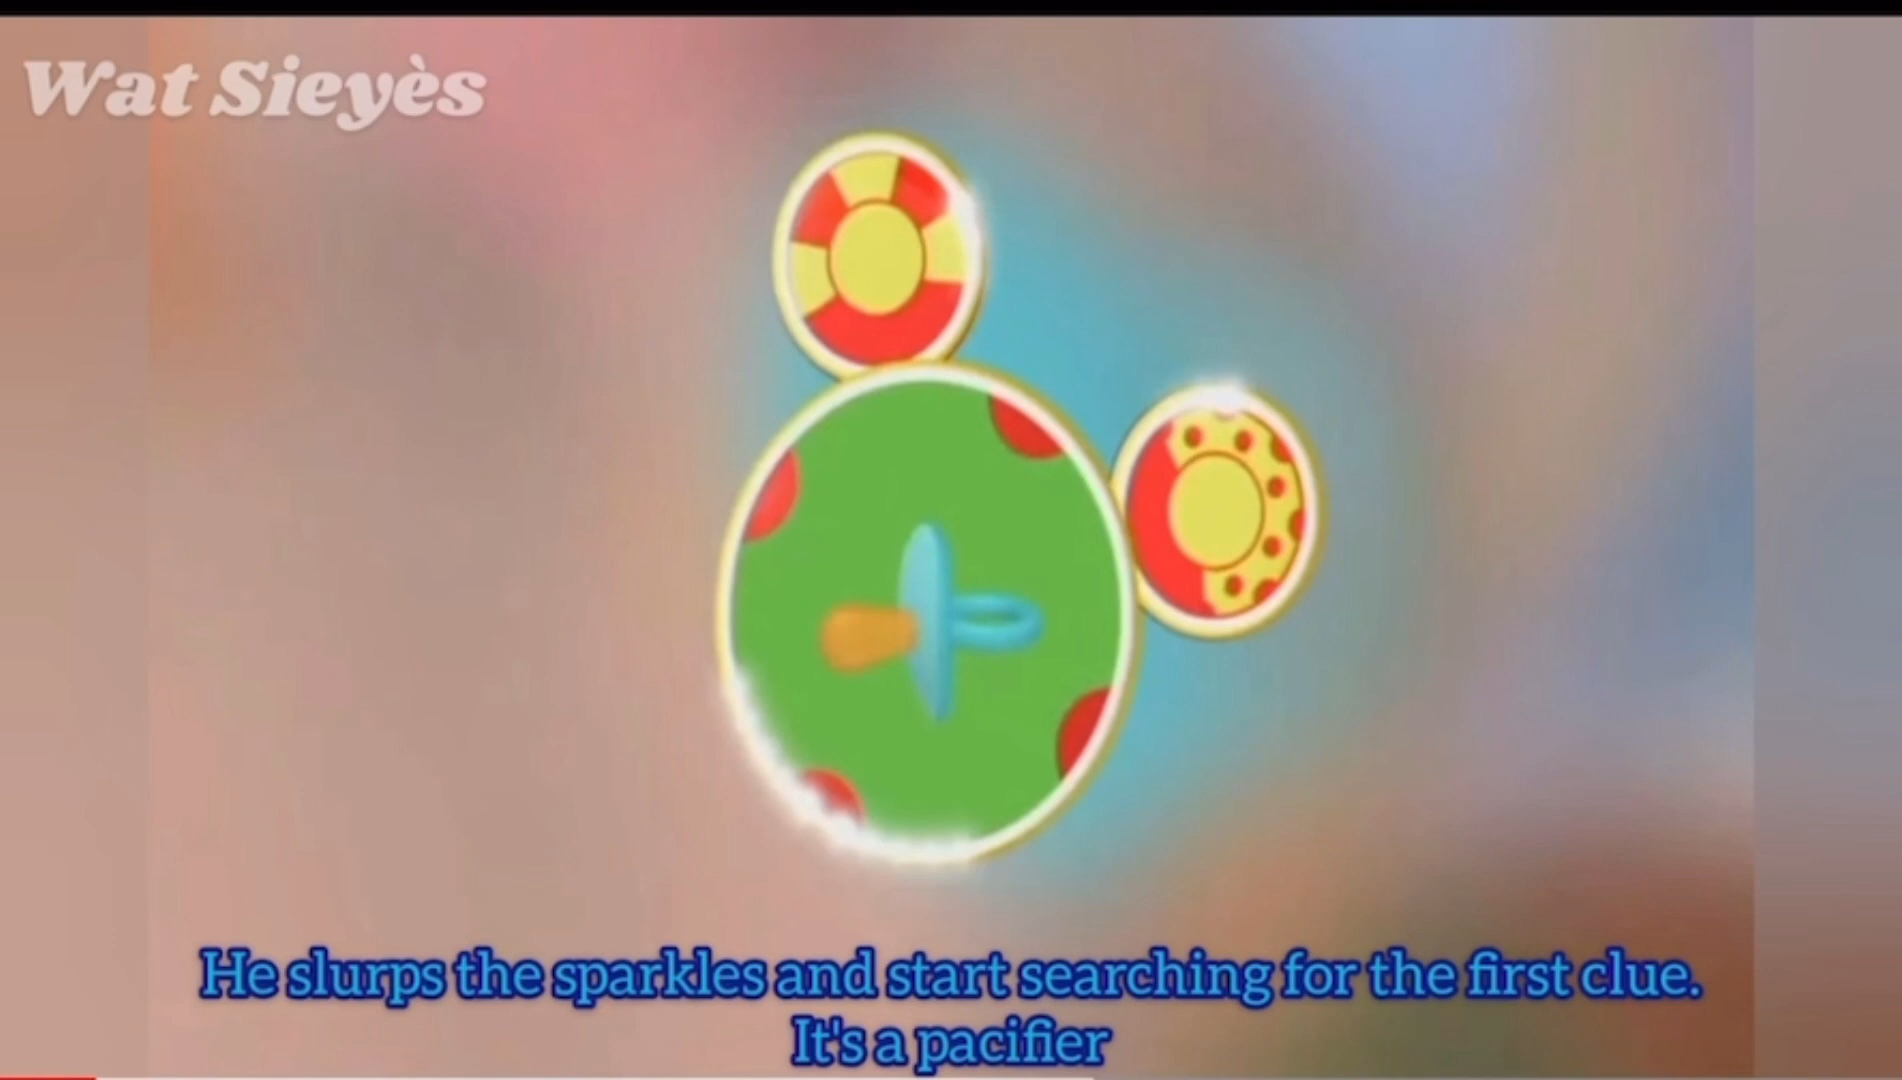 Wat Sieyès
He slurps the sparkles and start searching for the first clue.
It's a pacifier